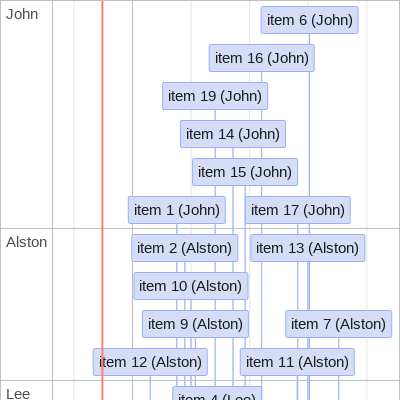 John
item 6 (John)
item 16 (John)
item 19 (John)
item 14 (John)
item 15 (John)
item 1 (John)
item 17 (John)
Alston
item 2 (Alston)
item 13 (Alston)
item 10 (Alston)
item 9 (Alston)
item 7 (Alston)
item 12 (Alston)
item 11 (Alston)
Lee
item 4 (Lee)